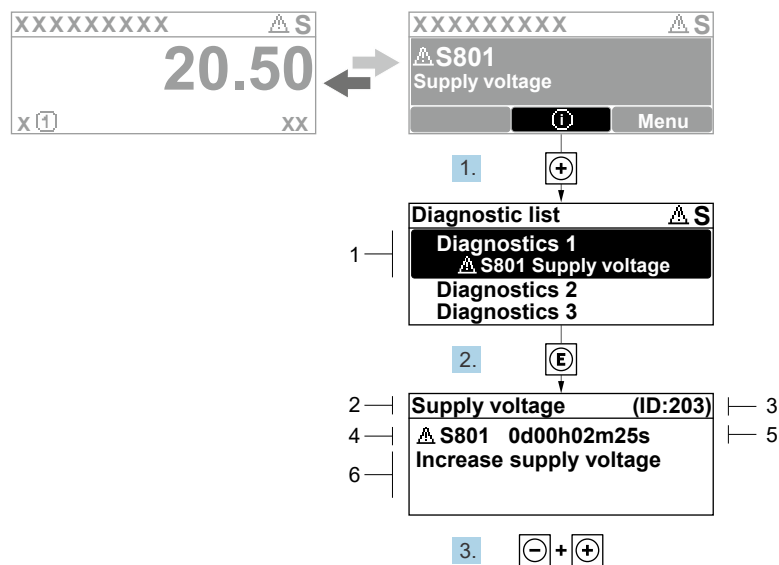 XXXXXXXXX ⚠ S
20.50
x ① XX
XXXXXXXXX ⚠ S
⚠ S801
Supply voltage
ⓘ Menu
1. ⊕
Diagnostic list ⚠ S
1 Diagnostics 1
⚠ S801 Supply voltage
Diagnostics 2
Diagnostics 3
2. Ⓔ
2 Supply voltage (ID:203) 3
4 ⚠ S801 0d00h02m25s 5
6 Increase supply voltage
3. ⊖ + ⊕